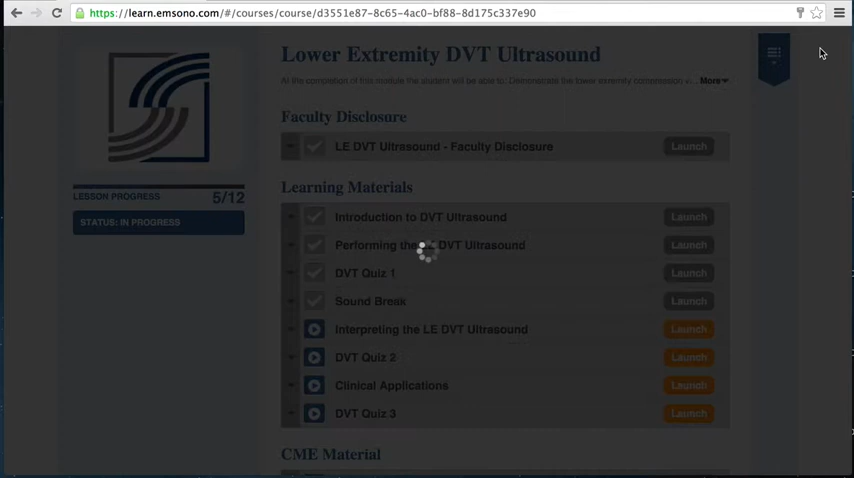 https://learn.emsono.com/#/courses/course/d3551e87-8c65-4ac0-bf88-8d175c337e90
Lower Extremity DVT Ultrasound
At the completion of this module the student will be able to: Demonstrate the lower extremity compression v... More
Faculty Disclosure
LE DVT Ultrasound - Faculty Disclosure Launch
LESSON PROGRESS 5/12
STATUS: IN PROGRESS
Learning Materials
Introduction to DVT Ultrasound Launch
Performing the LE DVT Ultrasound Launch
DVT Quiz 1 Launch
Sound Break Launch
Interpreting the LE DVT Ultrasound Launch
DVT Quiz 2 Launch
Clinical Applications Launch
DVT Quiz 3 Launch
CME Material